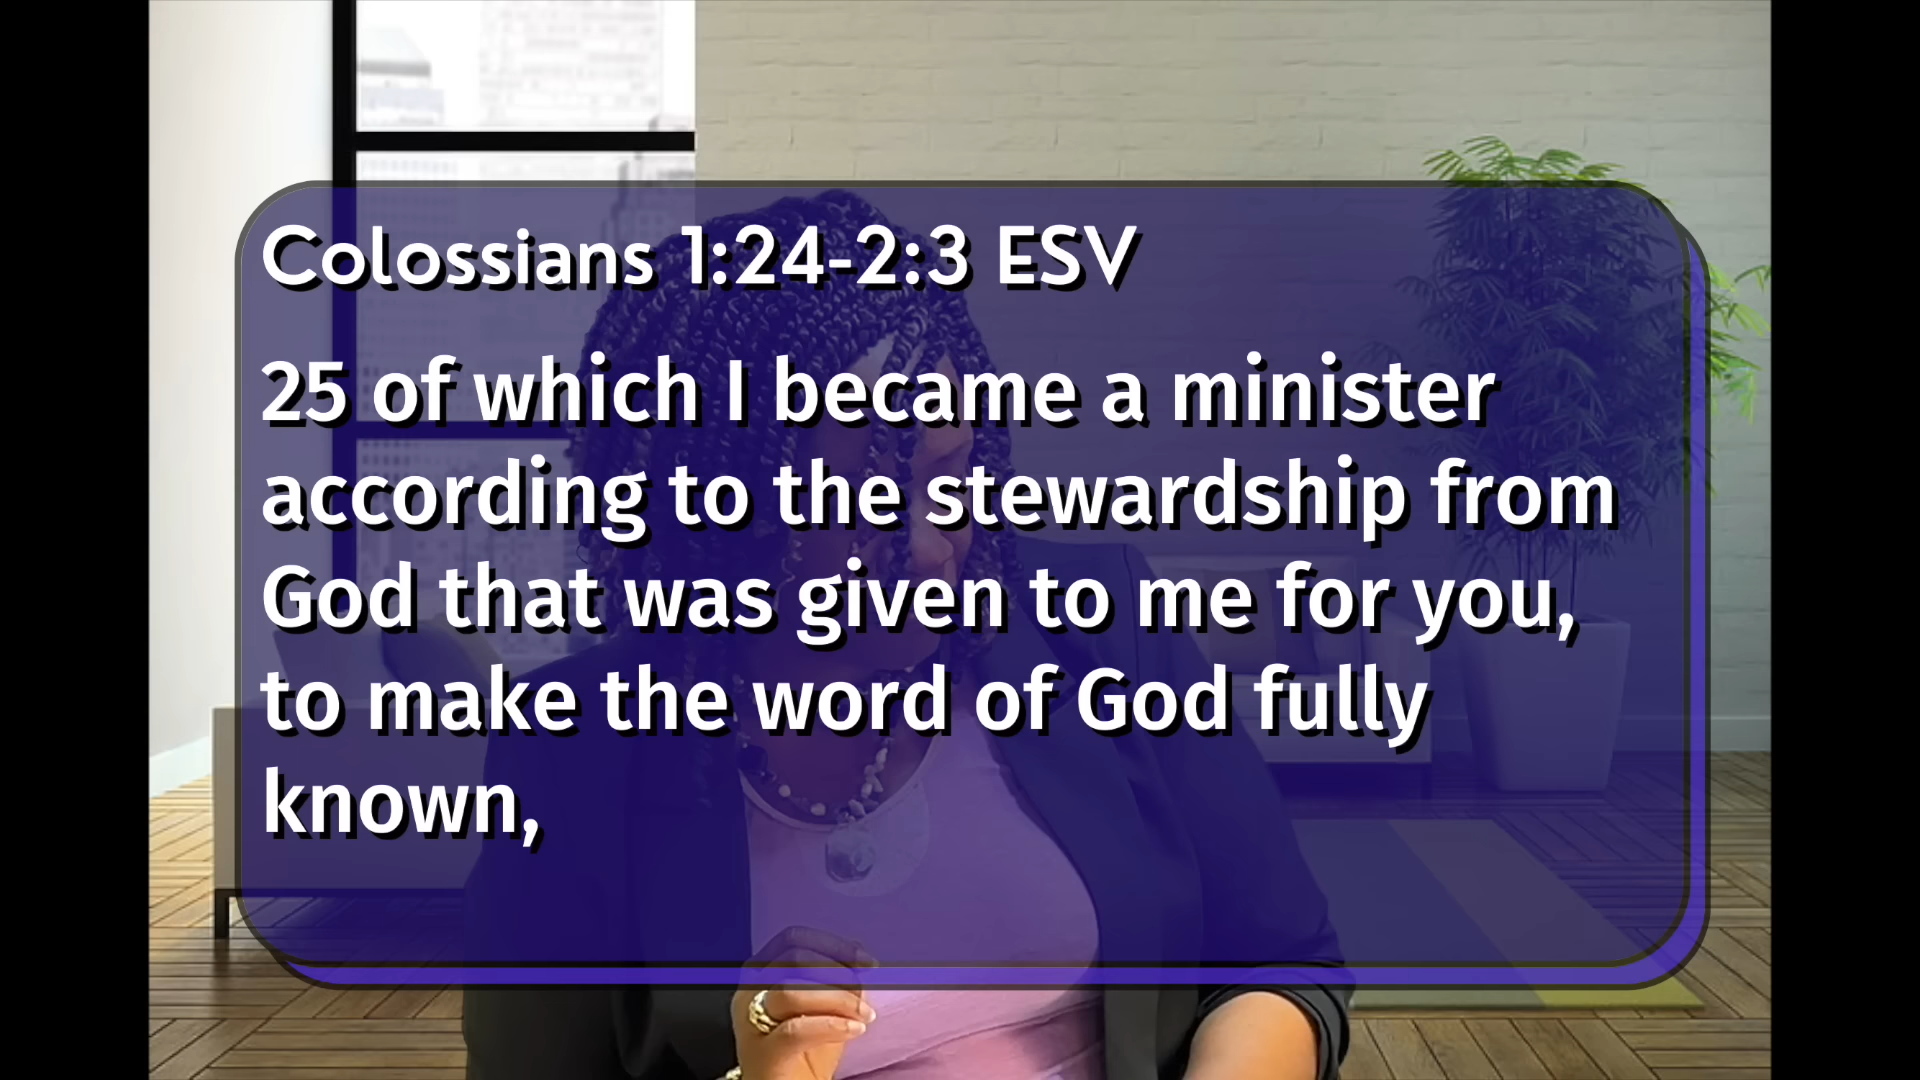 Colossians 1:24-2:3 ESV
25 of which I became a minister
according to the stewardship from
God that was given to me for you,
to make the word of God fully
known,